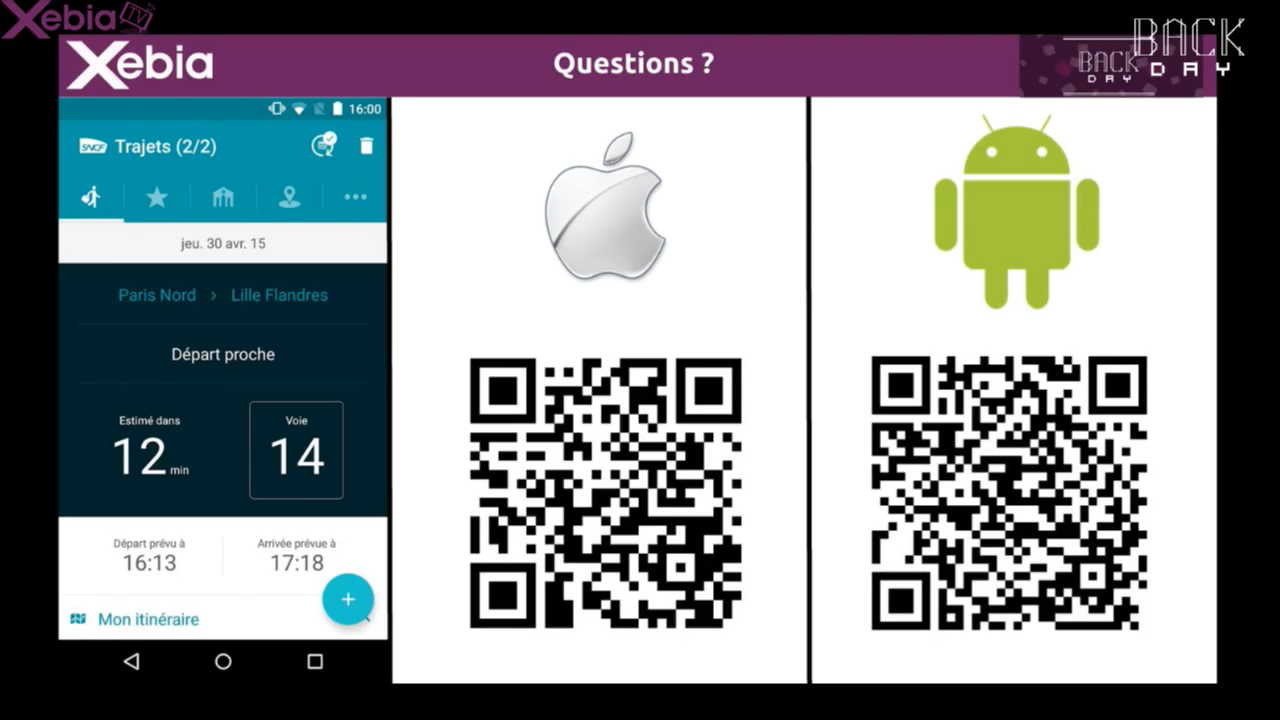 Xebia TV
Xebia
Questions ?
BACK
DAY
BACK
DAY
16:00
SNCF Trajets (2/2)
jeu. 30 avr. 15
Paris Nord > Lille Flandres
Départ proche
Estimé dans
12 min
Voie
14
Départ prévu à
16:13
Arrivée prévue à
17:18
+
Mon itinéraire